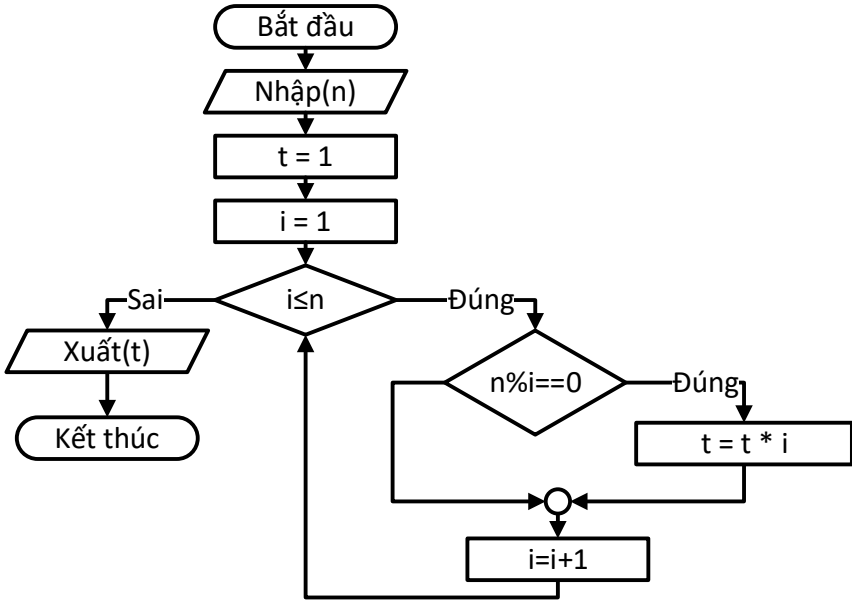 Bắt đầu
Nhập(n)
t = 1
i = 1
i≤n
Sai
Đúng
Xuất(t)
n%i==0
Đúng
Kết thúc
t = t * i
i=i+1